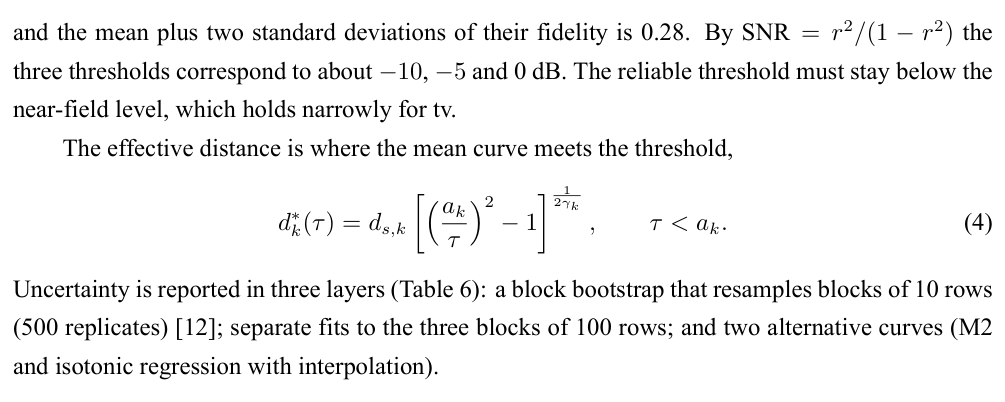 and the mean plus two standard deviations of their fidelity is 0.28. By SNR = r²/(1 − r²) the
three thresholds correspond to about −10, −5 and 0 dB. The reliable threshold must stay below the
near-field level, which holds narrowly for tv.
The effective distance is where the mean curve meets the threshold,
d*_k(τ) = d_{s,k} [(a_k/τ)² − 1]^{1/(2γ_k)}, τ < a_k. (4)
Uncertainty is reported in three layers (Table 6): a block bootstrap that resamples blocks of 10 rows
(500 replicates) [12]; separate fits to the three blocks of 100 rows; and two alternative curves (M2
and isotonic regression with interpolation).